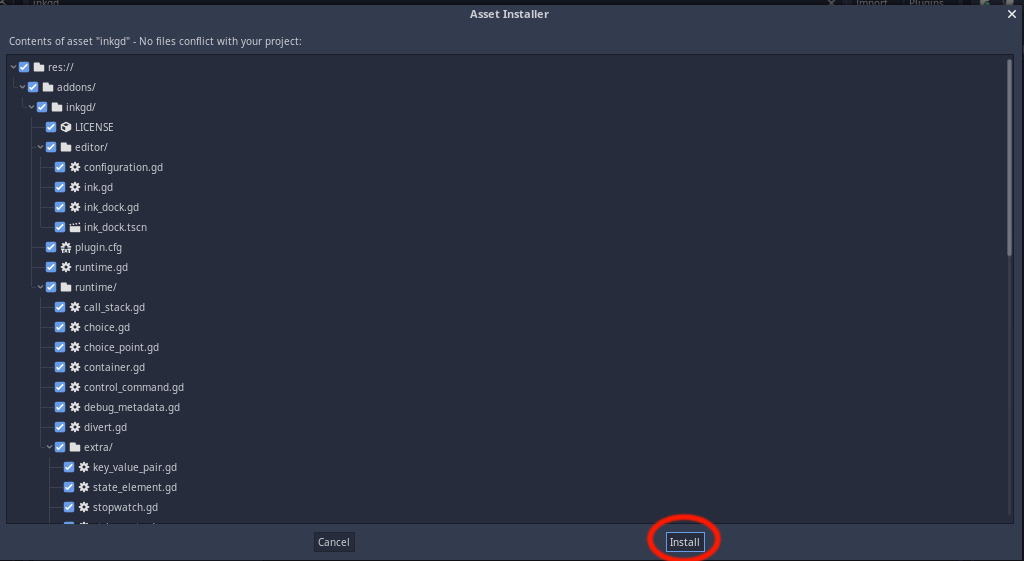 inkgd Import Plugins
Asset Installer
Contents of asset "inkgd" - No files conflict with your project:
res://
addons/
inkgd/
LICENSE
editor/
configuration.gd
ink.gd
ink_dock.gd
ink_dock.tscn
plugin.cfg
runtime.gd
runtime/
call_stack.gd
choice.gd
choice_point.gd
container.gd
control_command.gd
debug_metadata.gd
divert.gd
extra/
key_value_pair.gd
state_element.gd
stopwatch.gd
Cancel Install